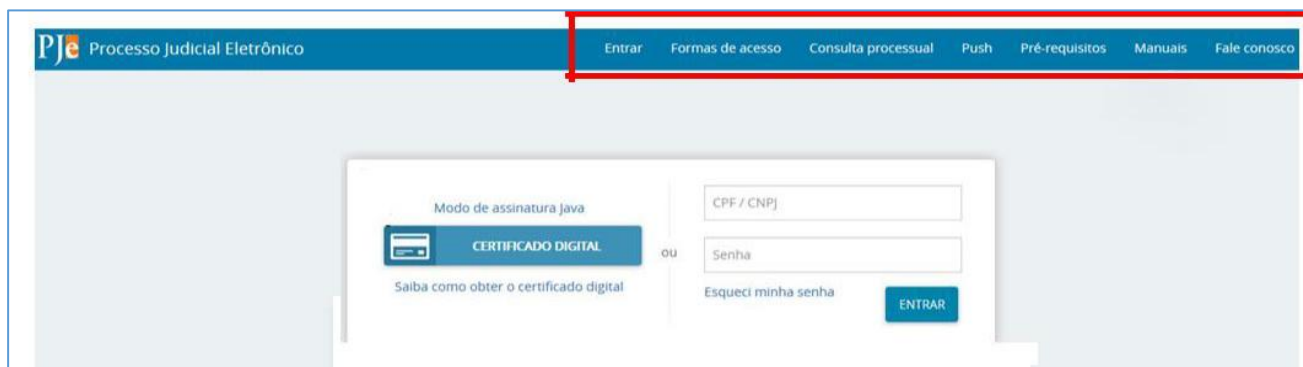 PJe Processo Judicial Eletrônico Entrar Formas de acesso Consulta processual Push Pré-requisitos Manuais Fale conosco
Modo de assinatura Java
CERTIFICADO DIGITAL
Saiba como obter o certificado digital
ou
CPF / CNPJ
Senha
Esqueci minha senha
ENTRAR